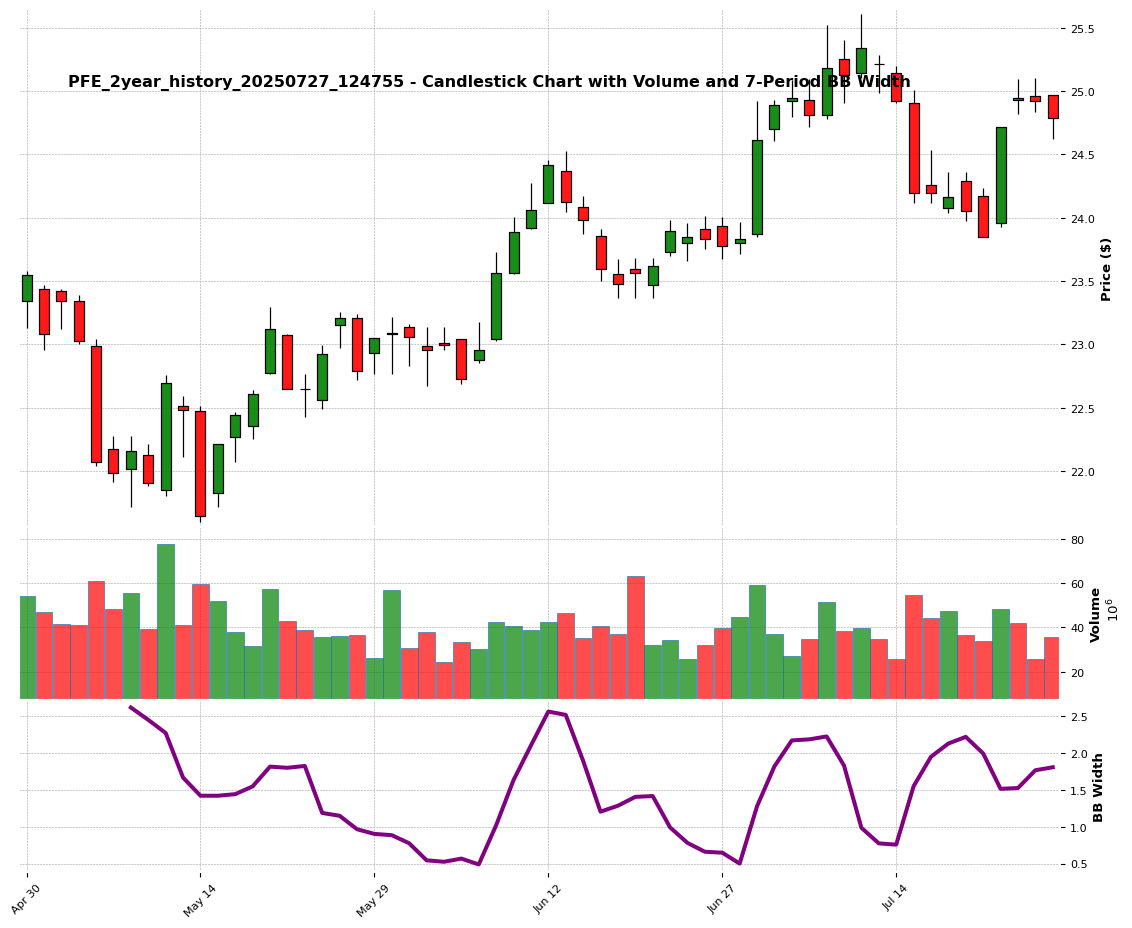 PFE_2year_history_20250727_124755 - Candlestick Chart with Volume and 7-Period BB Width
25.5
25.0
24.5
24.0
23.5
23.0
22.5
22.0
Price ($)
80
60
40
20
Volume
10^6
2.5
2.0
1.5
1.0
0.5
BB Width
Apr 30
May 14
May 29
Jun 12
Jun 27
Jul 14